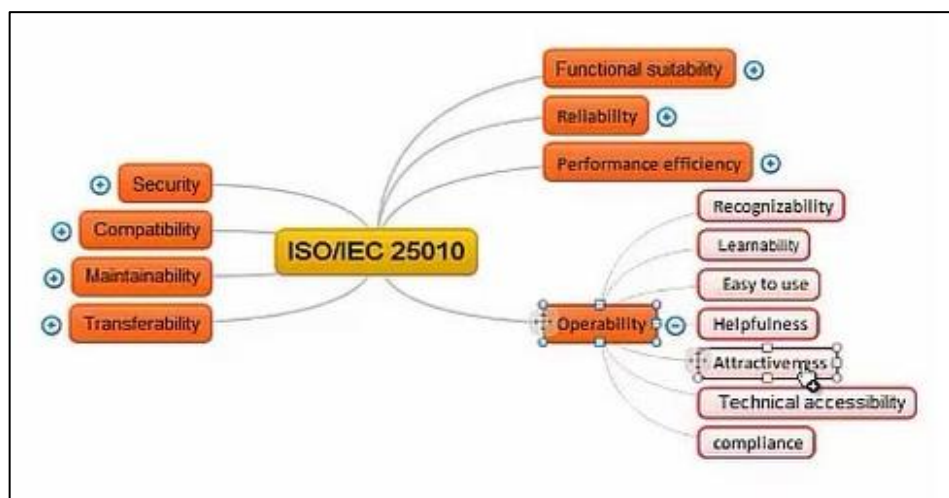 Functional suitability
Reliability
Performance efficiency
Security
Compatibility
Maintainability
Transferability
ISO/IEC 25010
Operability
Recognizability
Learnability
Easy to use
Helpfulness
Attractiveness
Technical accessibility
compliance